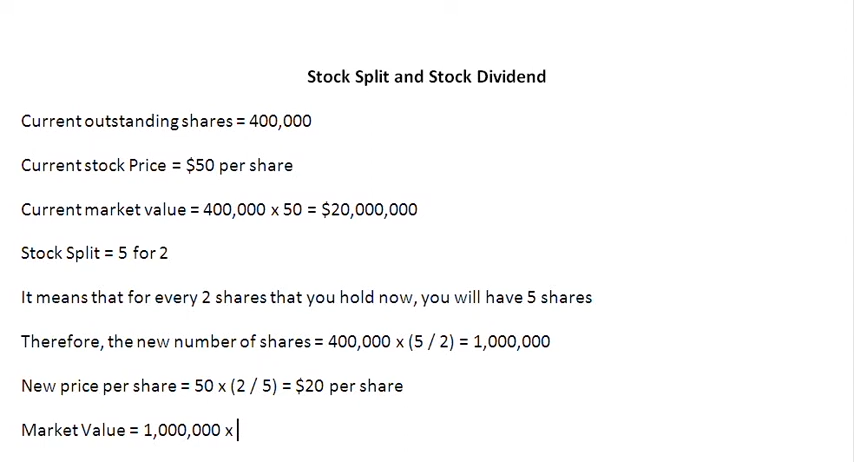 Stock Split and Stock Dividend
Current outstanding shares = 400,000
Current stock Price = $50 per share
Current market value = 400,000 x 50 = $20,000,000
Stock Split = 5 for 2
It means that for every 2 shares that you hold now, you will have 5 shares
Therefore, the new number of shares = 400,000 x (5 / 2) = 1,000,000
New price per share = 50 x (2 / 5) = $20 per share
Market Value = 1,000,000 x